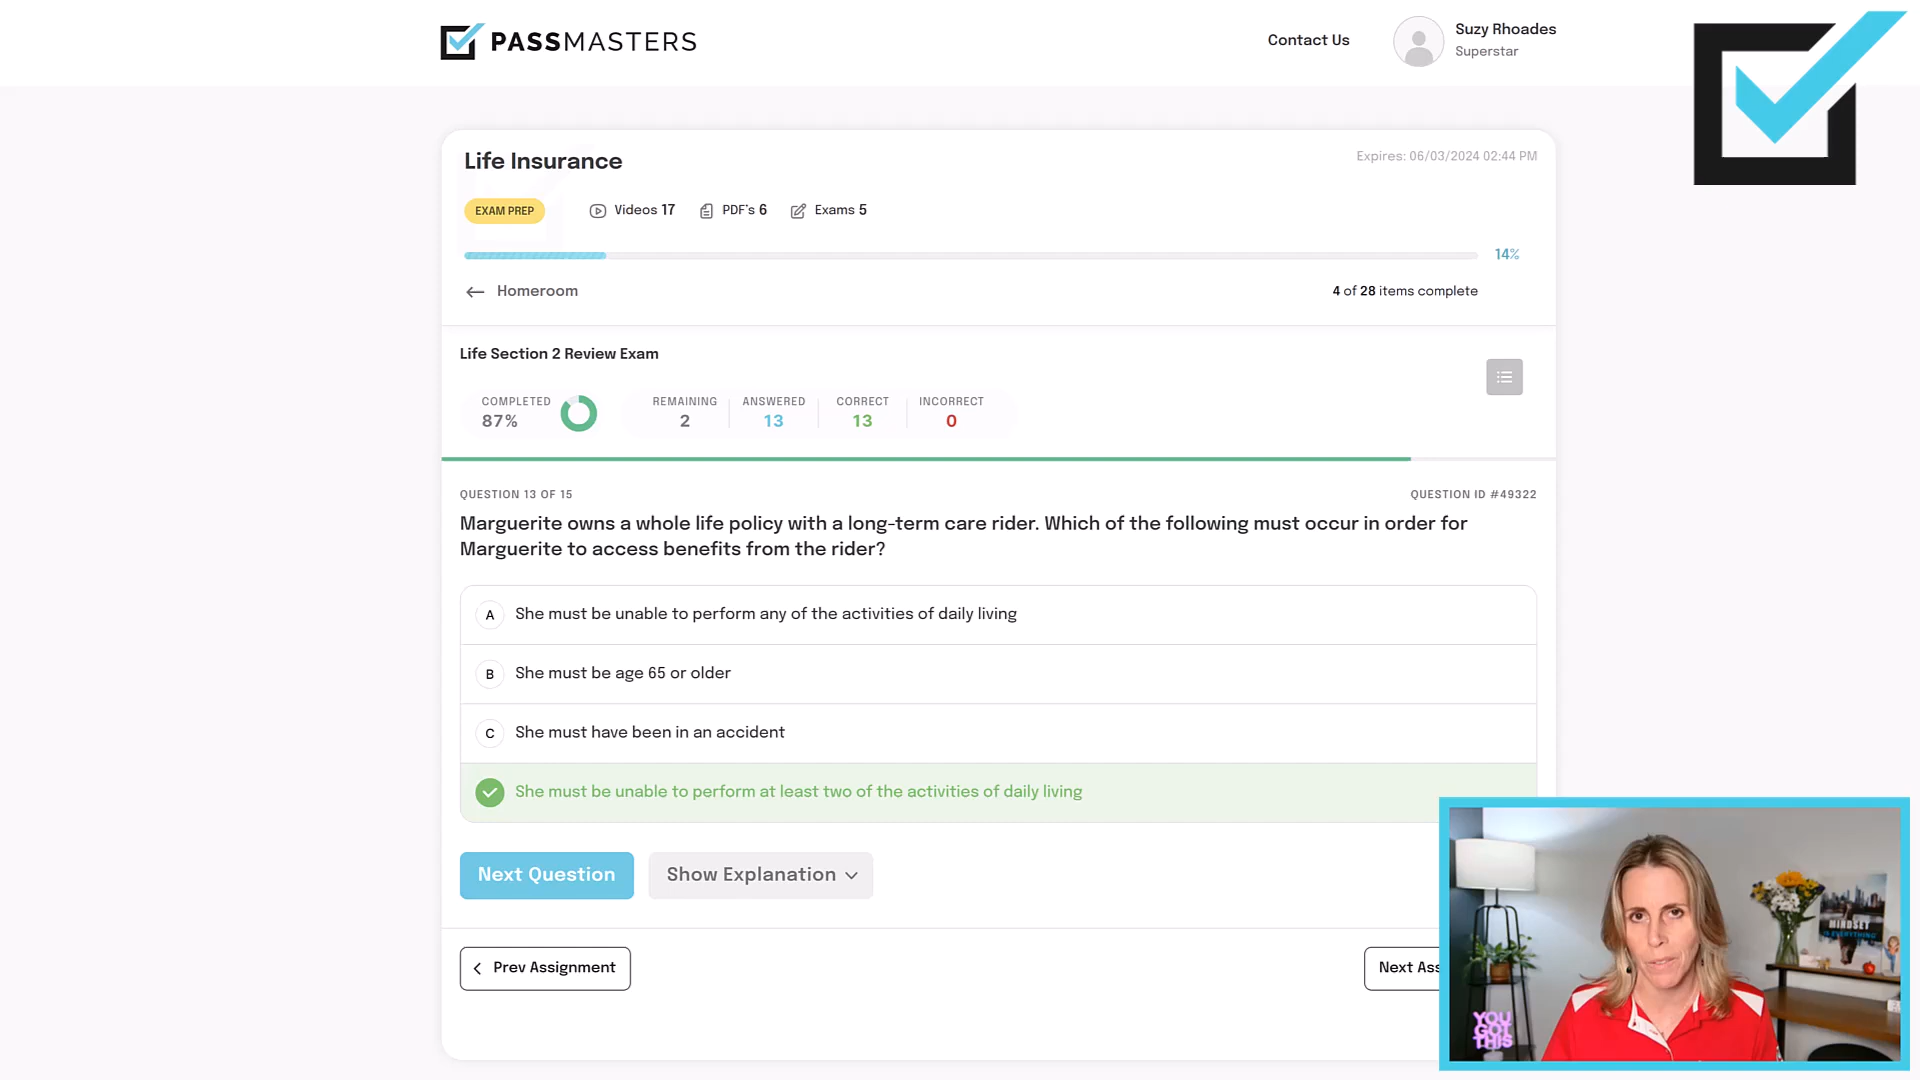 PASSMASTERS
Contact Us
Suzy Rhoades
Superstar
Life Insurance
Expires: 06/03/2024 02:44 PM
EXAM PREP
Videos 17
PDF's 6
Exams 5
14%
Homeroom
4 of 28 items complete
Life Section 2 Review Exam
COMPLETED
87%
REMAINING
2
ANSWERED
13
CORRECT
13
INCORRECT
0
QUESTION 13 OF 15
QUESTION ID #49322
Marguerite owns a whole life policy with a long-term care rider. Which of the following must occur in order for
Marguerite to access benefits from the rider?
A She must be unable to perform any of the activities of daily living
B She must be age 65 or older
C She must have been in an accident
She must be unable to perform at least two of the activities of daily living
Next Question
Show Explanation
Prev Assignment
Next Ass
MINDSET
IS EVERYTHING
YOU
GOT
THIS